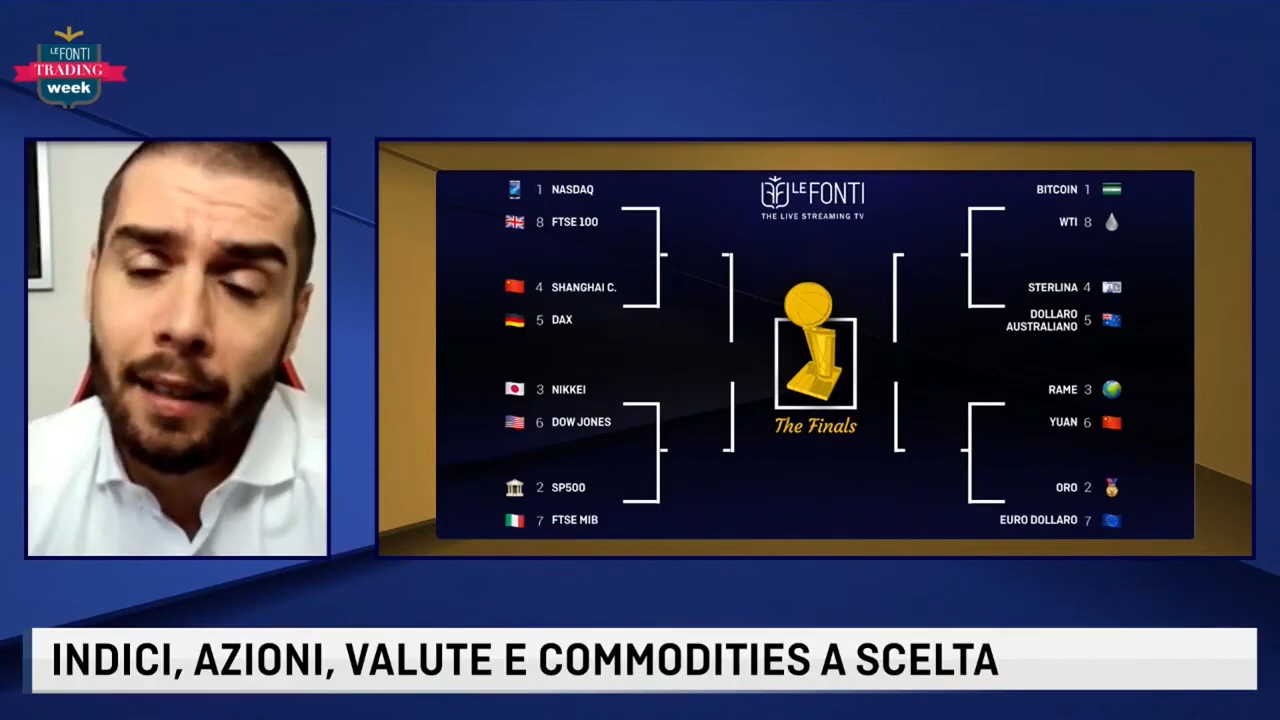 LE FONTI
TRADING
week
1 NASDAQ
8 FTSE 100
4 SHANGHAI C.
5 DAX
3 NIKKEI
6 DOW JONES
2 SP500
7 FTSE MIB
LE FONTI
THE LIVE STREAMING TV
The Finals
BITCOIN 1
WTI 8
STERLINA 4
DOLLARO
AUSTRALIANO 5
RAME 3
YUAN 6
ORO 2
EURO DOLLARO 7
INDICI, AZIONI, VALUTE E COMMODITIES A SCELTA